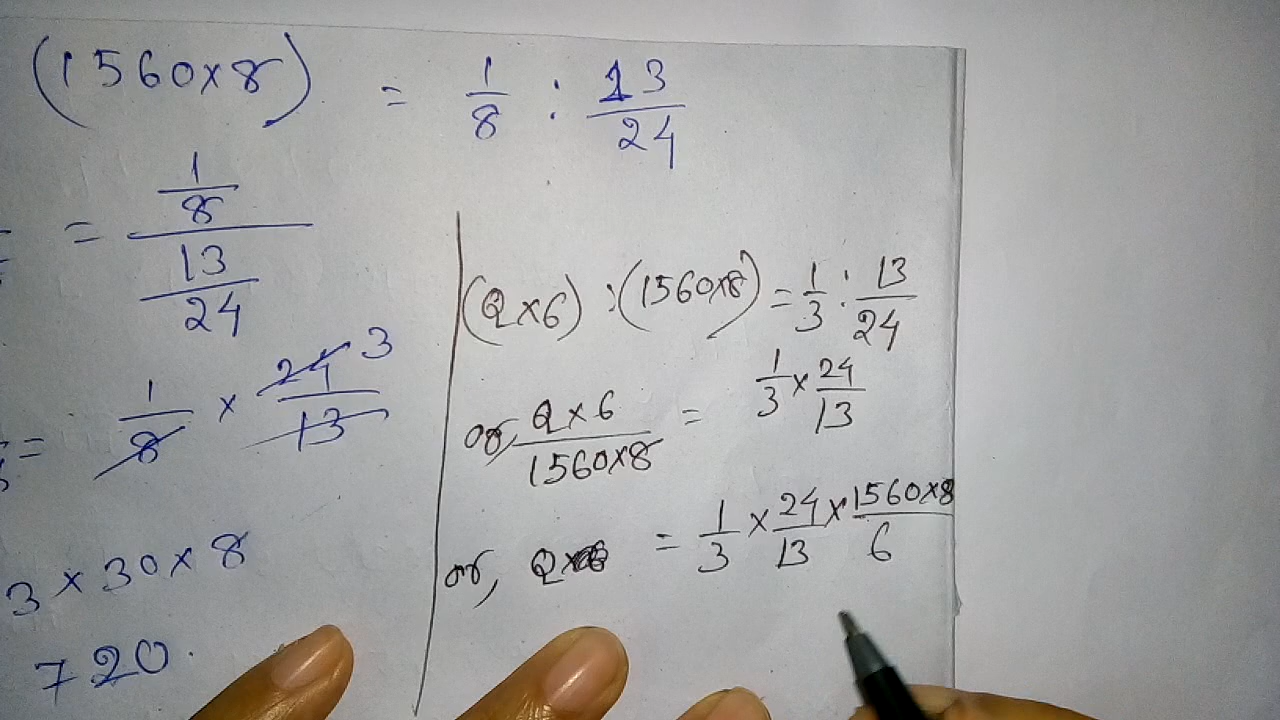 (1560×8) = 1/8 : 13/24
= (1/8)/(13/24)
= 1/8 × 24/13 3
3×30×8
720.
(Q×6) : (1560×8) = 1/3 : 13/24
or, Q×6/1560×8 = 1/3 × 24/13
or, Q = 1/3 × 24/13 × 1560×8/6